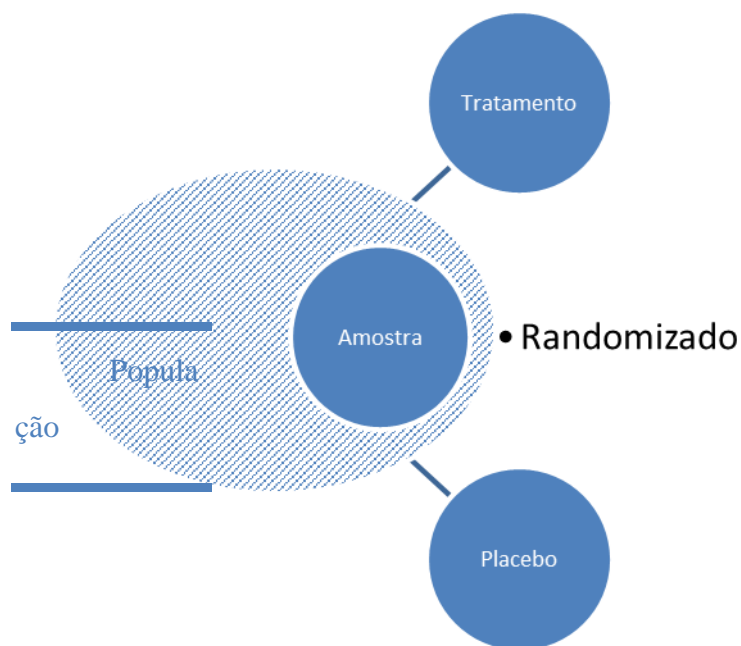 Tratamento
Amostra
• Randomizado
Popula
ção
Placebo